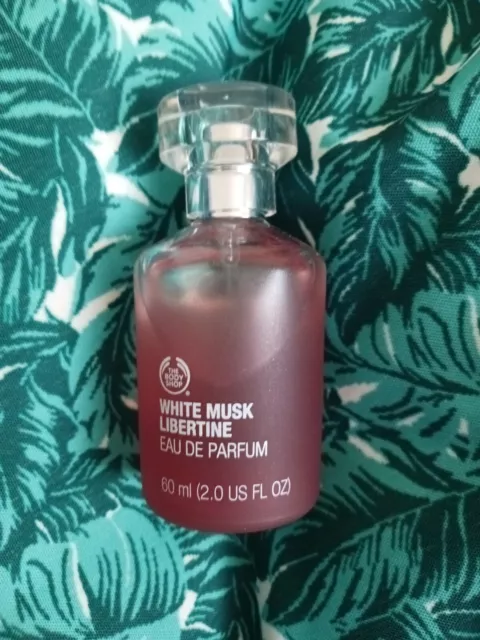 THE
BODY
SHOP
®
WHITE MUSK
LIBERTINE
EAU DE PARFUM
60 ml (2.0 US FL OZ)